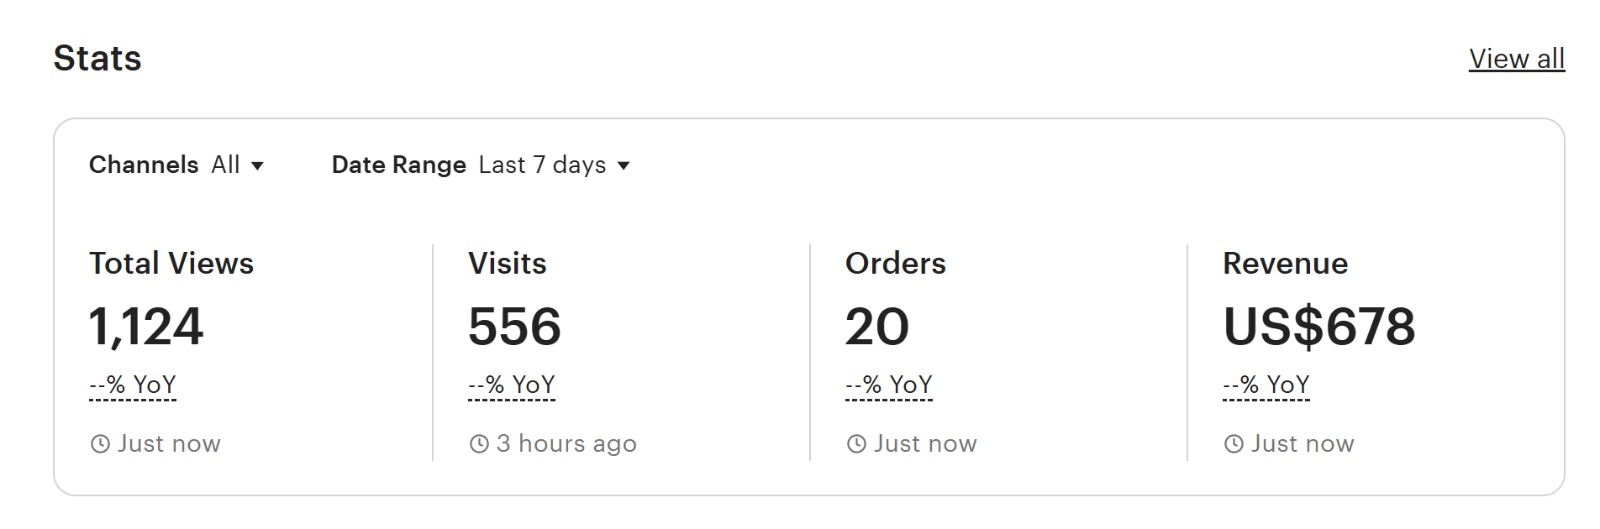 Stats
View all
Channels All
Date Range Last 7 days
Total Views
1,124
--% YoY
Just now
Visits
556
--% YoY
3 hours ago
Orders
20
--% YoY
Just now
Revenue
US$678
--% YoY
Just now